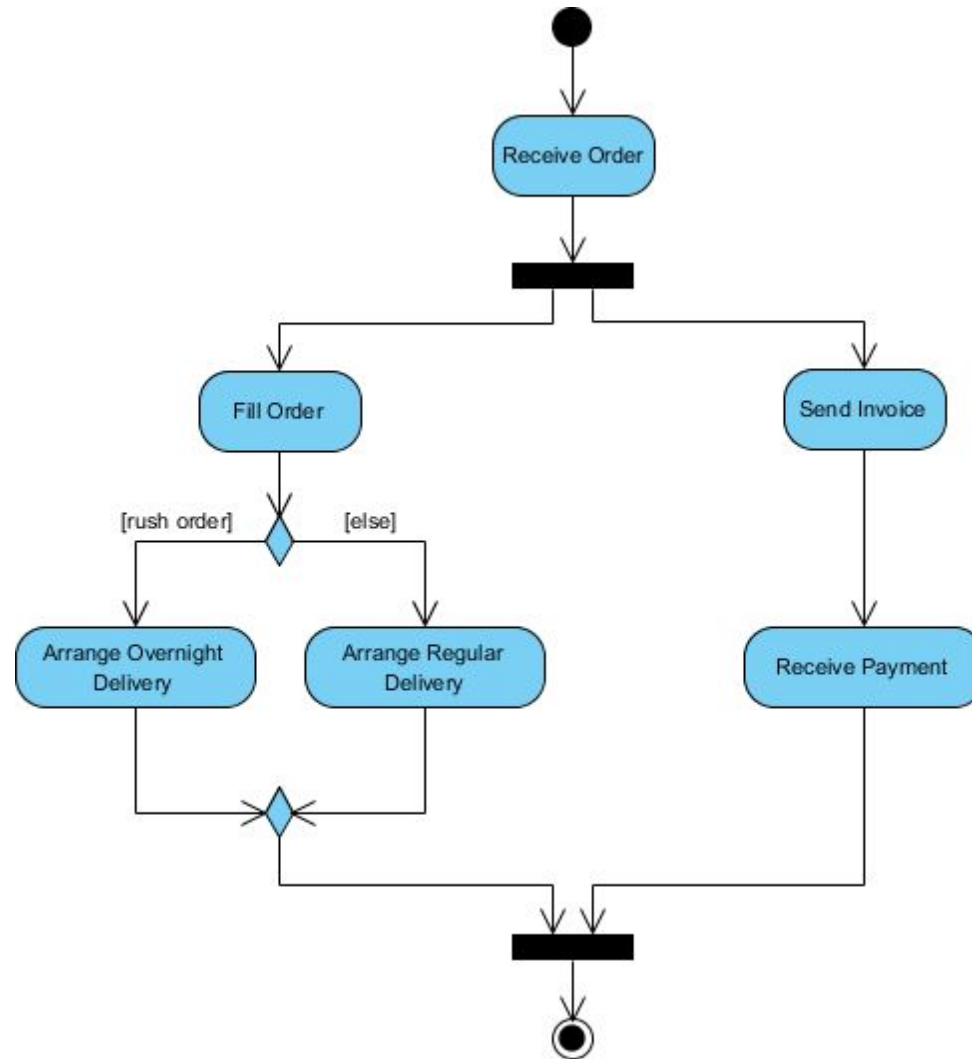 Receive Order
Fill Order
Send Invoice
[rush order]
[else]
Arrange Overnight
Delivery
Arrange Regular
Delivery
Receive Payment